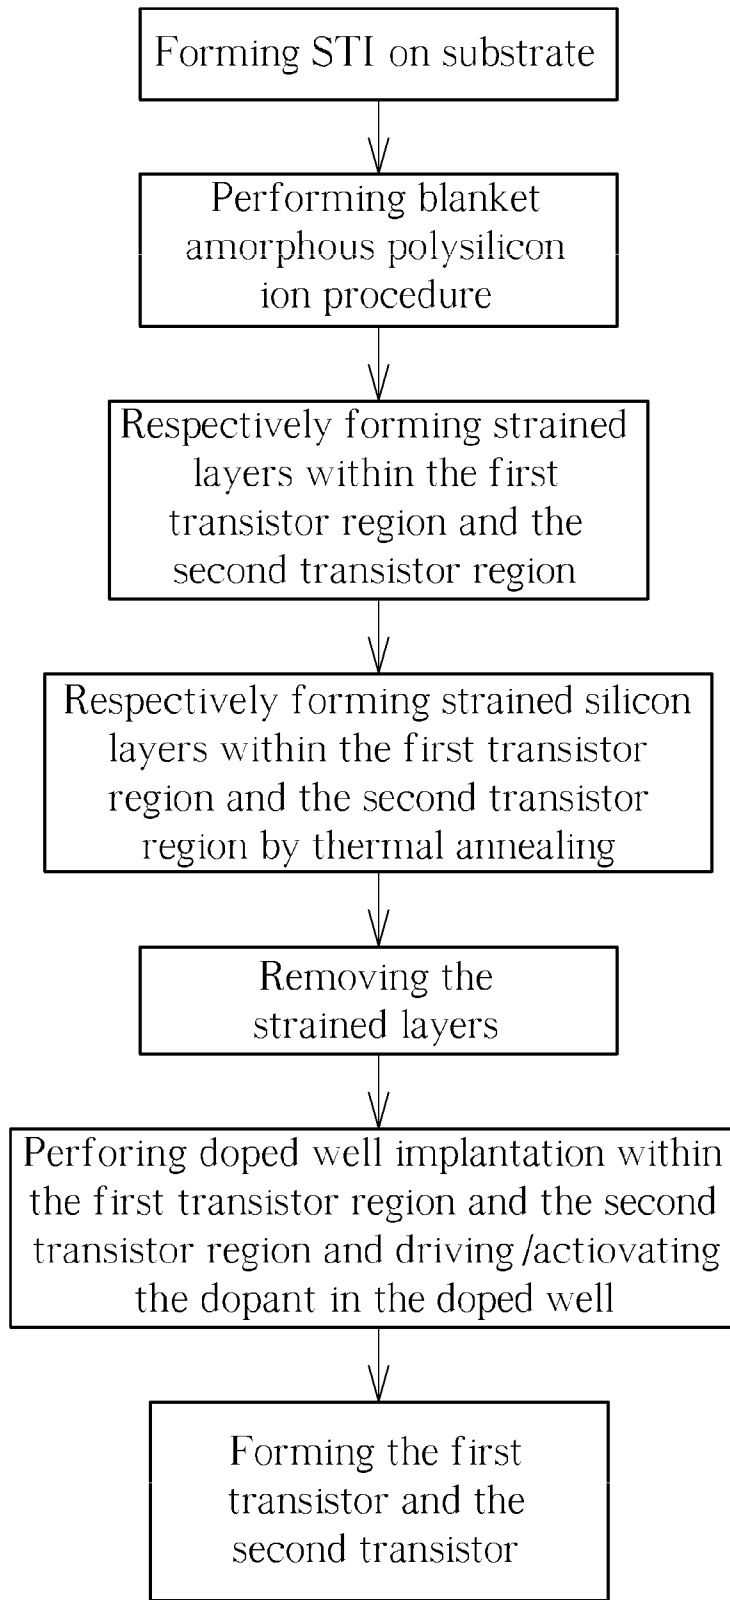 Forming STI on substrate
Performing blanket
amorphous polysilicon
ion procedure
Respectively forming strained
layers within the first
transistor region and the
second transistor region
Respectively forming strained silicon
layers within the first transistor
region and the second transistor
region by thermal annealing
Removing the
strained layers
Perforing doped well implantation within
the first transistor region and the second
transistor region and driving/actiovating
the dopant in the doped well
Forming the first
transistor and the
second transistor